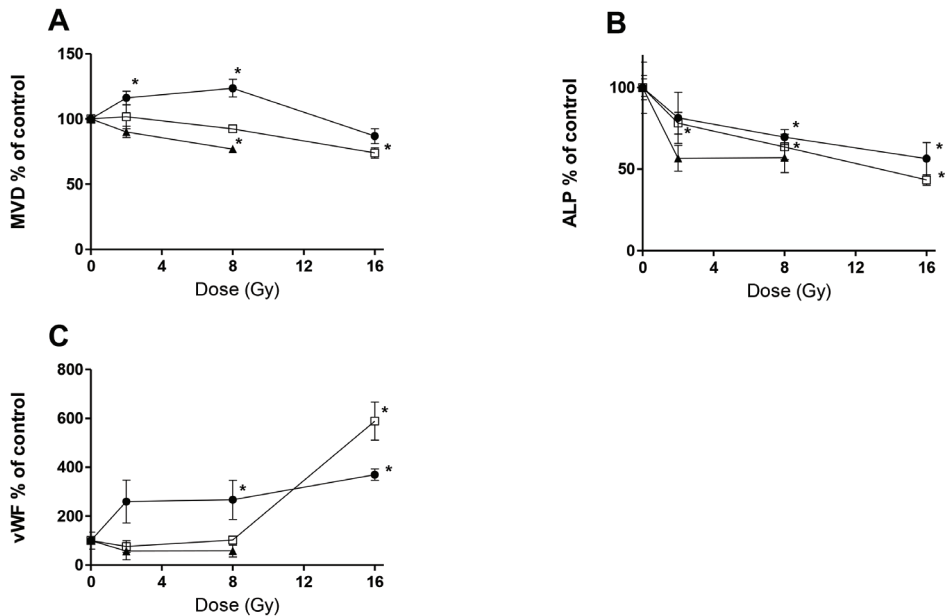 A
MVD % of control
150
100
50
0
* * * *
0 4 8 12 16
Dose (Gy)
B
ALP % of control
100
50
0
* * * * *
0 4 8 12 16
Dose (Gy)
C
vWF % of control
800
600
400
200
0
* * *
0 4 8 12 16
Dose (Gy)